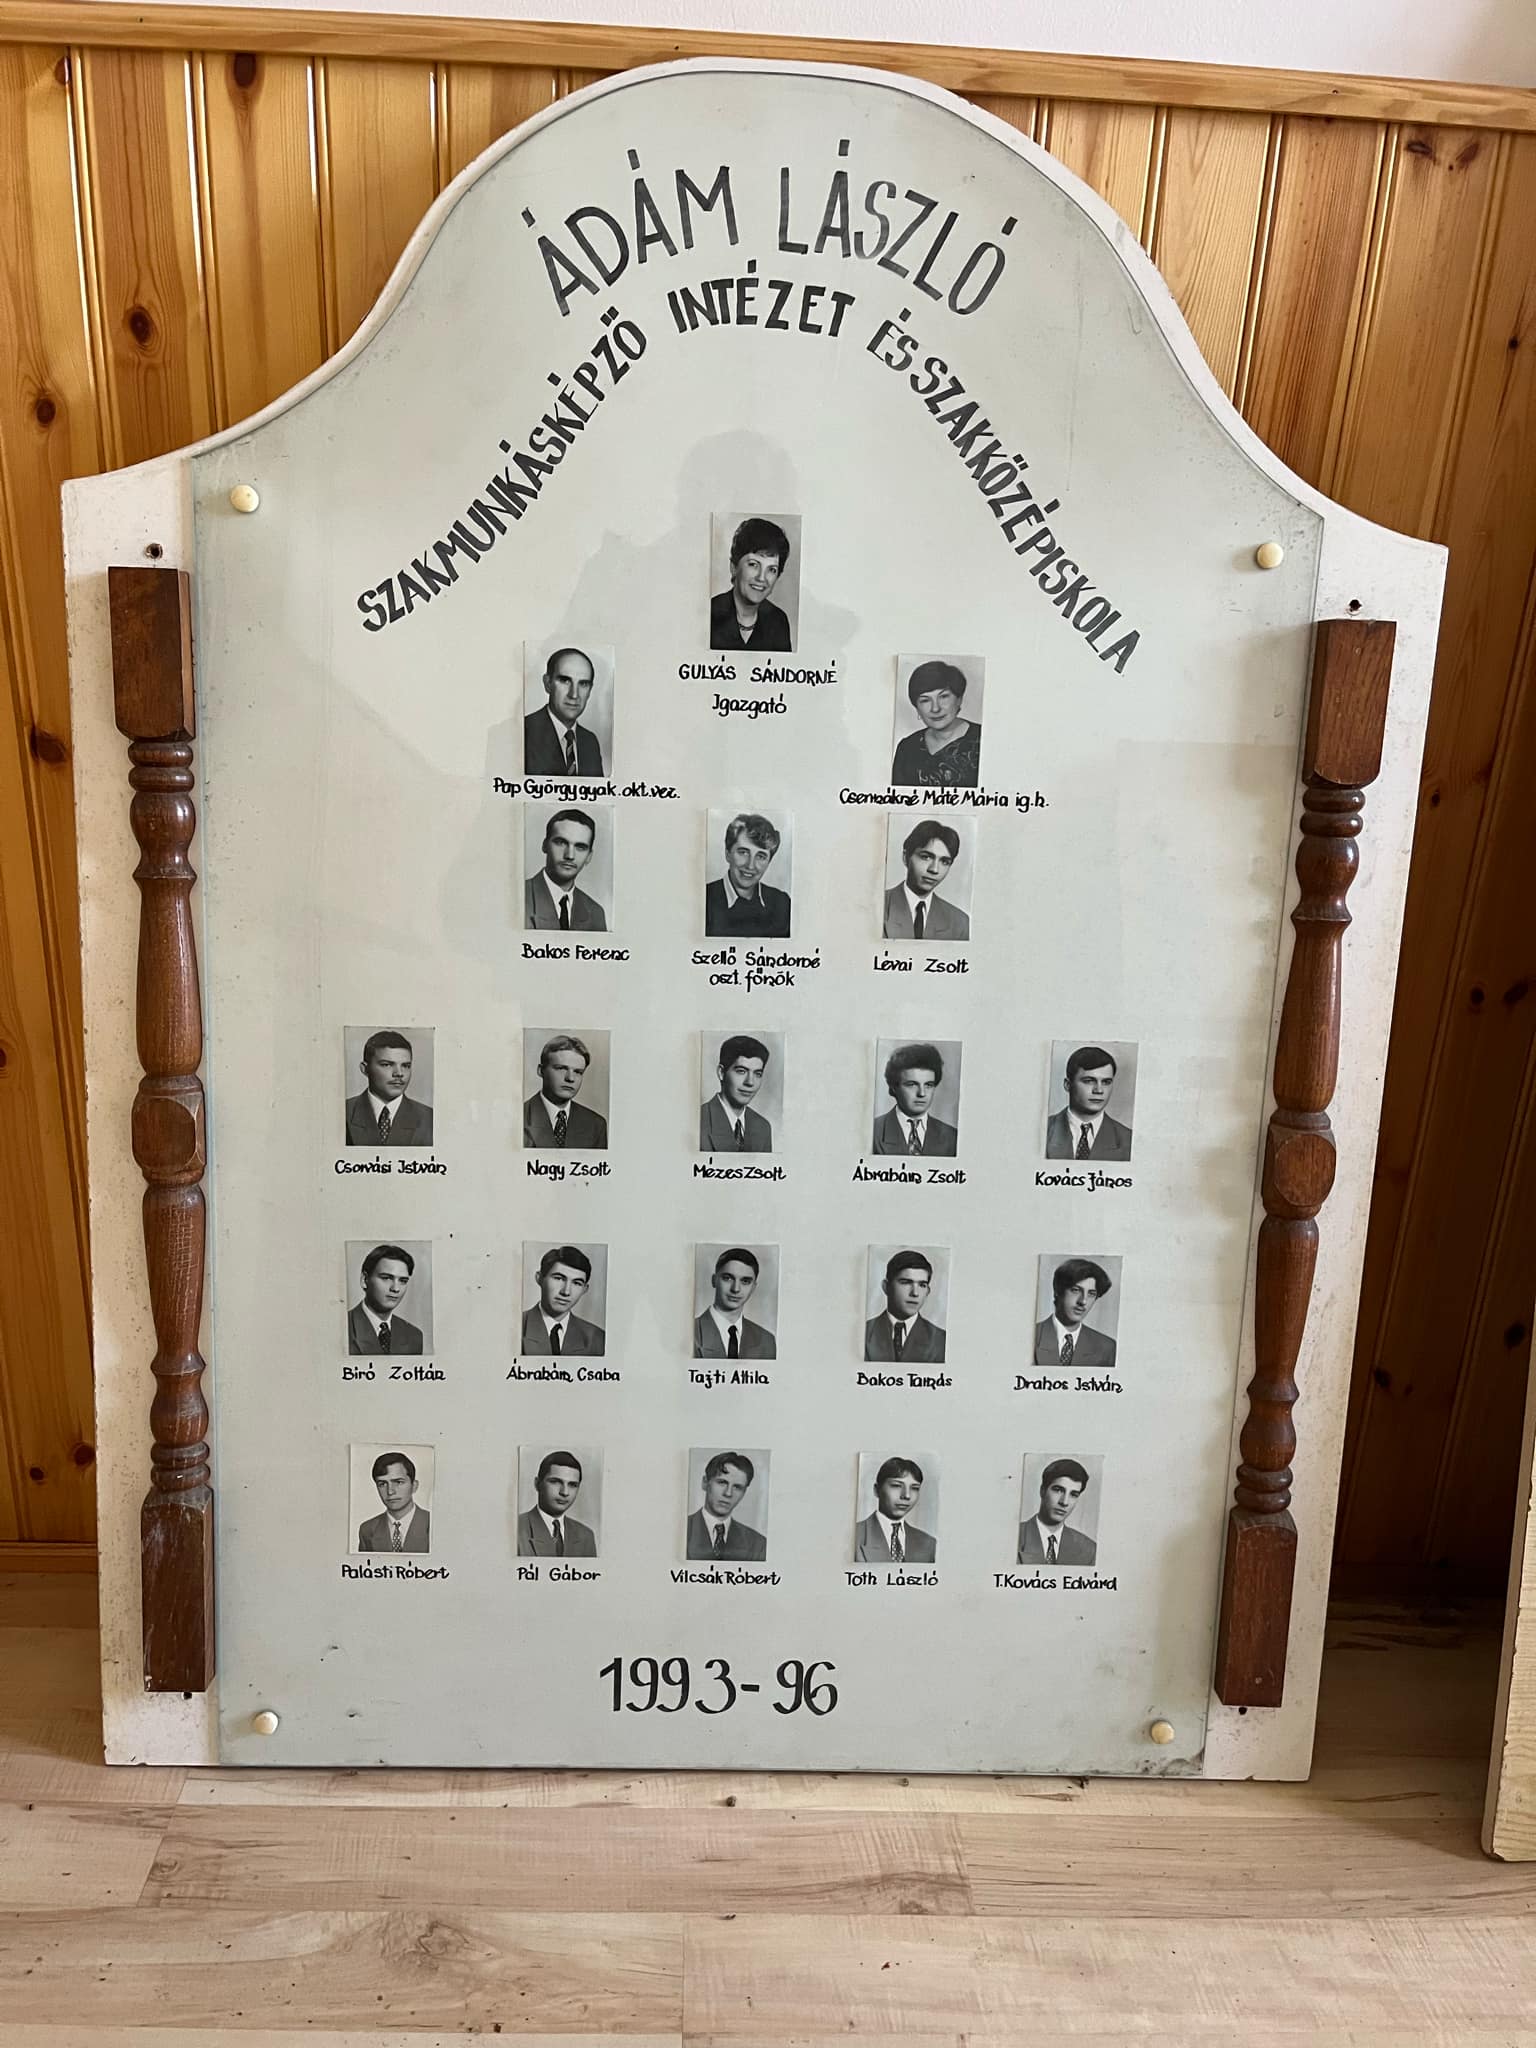 ÁDÁM LÁSZLÓ
SZAKMUNKÁSKÉPZŐ INTÉZET ÉS SZAKKÖZÉPISKOLA
GULYÁS SÁNDORNÉ
Igazgató
Pap György gyak. okt. vez.
Csernákné Máté Mária ig. h.
Bakos Ferenc
Szellő Sándorné
oszt. főnök
Lévai Zsolt
Csorvási István
Nagy Zsolt
Mézes Zsolt
Ábrahám Zsolt
Kovács János
Biró Zoltán
Ábrahám Csaba
Tajti Attila
Bakos Tamás
Drahos István
Palásti Róbert
Pál Gábor
Vilcsák Róbert
Tóth László
T. Kovács Edvárd
1993-96